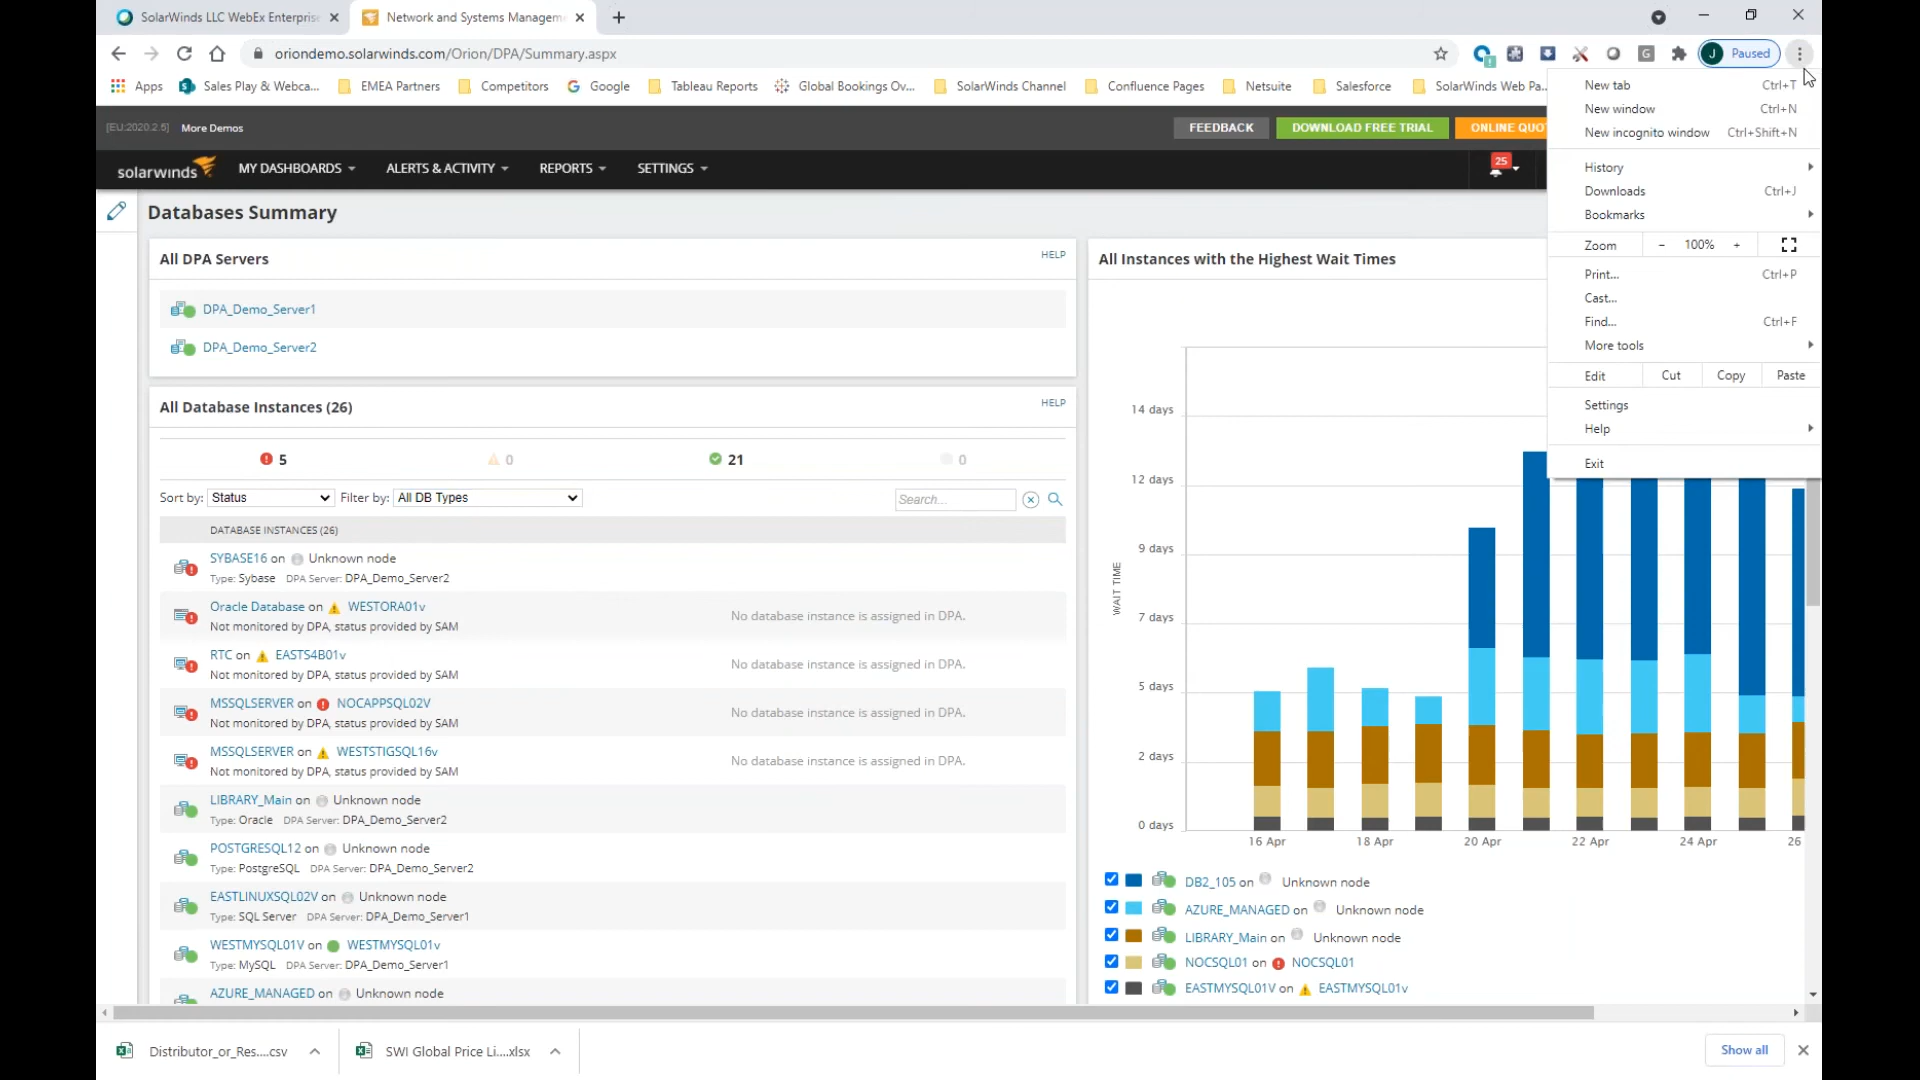 SolarWinds LLC WebEx Enterpris
Network and Systems Managem
oriondemo.solarwinds.com/Orion/DPA/Summary.aspx
G
J Paused
Apps
Sales Play & Webca...
EMEA Partners
Competitors
Google
Tableau Reports
Global Bookings Ov...
SolarWinds Channel
Confluence Pages
Netsuite
Salesforce
SolarWinds Web Pa...
New tab Ctrl+T
New window Ctrl+N
New incognito window Ctrl+Shift+N
History
Downloads Ctrl+J
Bookmarks
Zoom - 100% +
Print... Ctrl+P
Cast...
Find... Ctrl+F
More tools
Edit Cut Copy Paste
Settings
Help
Exit
[EU:2020.2.5] More Demos
FEEDBACK
DOWNLOAD FREE TRIAL
ONLINE QUO
solarwinds
MY DASHBOARDS
ALERTS & ACTIVITY
REPORTS
SETTINGS
25
Databases Summary
All DPA Servers
HELP
DPA_Demo_Server1
DPA_Demo_Server2
All Database Instances (26)
HELP
5 0 21 0
Sort by: Status Filter by: All DB Types Search...
DATABASE INSTANCES (26)
SYBASE16 on Unknown node
Type: Sybase DPA Server: DPA_Demo_Server2
Oracle Database on WESTORA01v
Not monitored by DPA, status provided by SAM
No database instance is assigned in DPA.
RTC on EASTS4B01v
Not monitored by DPA, status provided by SAM
No database instance is assigned in DPA.
MSSQLSERVER on NOCAPPSQL02V
Not monitored by DPA, status provided by SAM
No database instance is assigned in DPA.
MSSQLSERVER on WESTSTIGSQL16v
Not monitored by DPA, status provided by SAM
No database instance is assigned in DPA.
LIBRARY_Main on Unknown node
Type: Oracle DPA Server: DPA_Demo_Server2
POSTGRESQL12 on Unknown node
Type: PostgreSQL DPA Server: DPA_Demo_Server2
EASTLINUXSQL02V on Unknown node
Type: SQL Server DPA Server: DPA_Demo_Server1
WESTMYSQL01V on WESTMYSQL01v
Type: MySQL DPA Server: DPA_Demo_Server1
AZURE_MANAGED on Unknown node
All Instances with the Highest Wait Times
WAIT TIME
14 days
12 days
9 days
7 days
5 days
2 days
0 days
16 Apr 18 Apr 20 Apr 22 Apr 24 Apr 26
DB2_105 on Unknown node
AZURE_MANAGED on Unknown node
LIBRARY_Main on Unknown node
NOCSQL01 on NOCSQL01
EASTMYSQL01V on EASTMYSQL01v
Distributor_or_Res....csv
SWI Global Price Li....xlsx
Show all